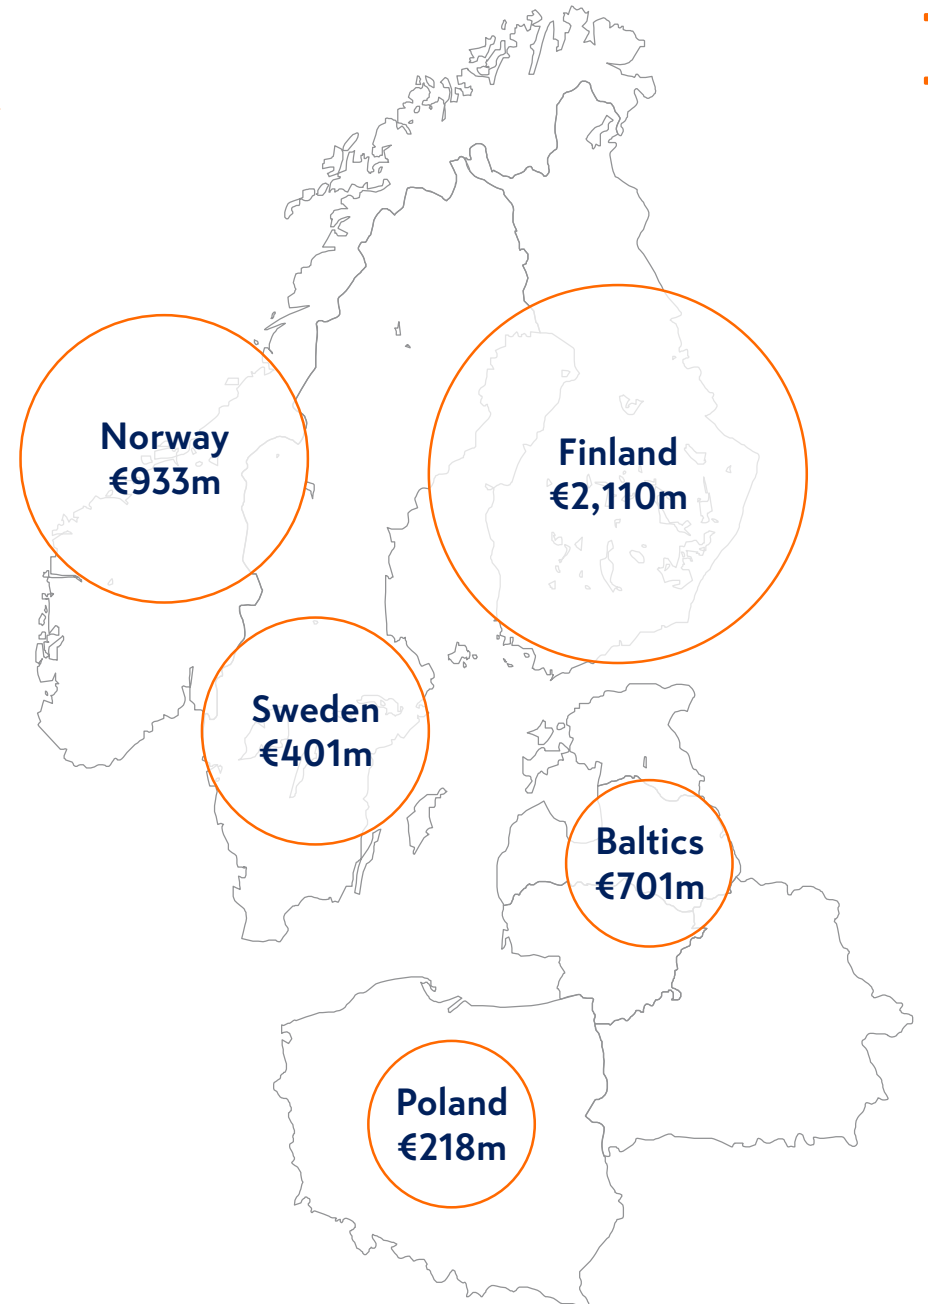 Norway
€933m
Finland
€2,110m
Sweden
€401m
Baltics
€701m
Poland
€218m